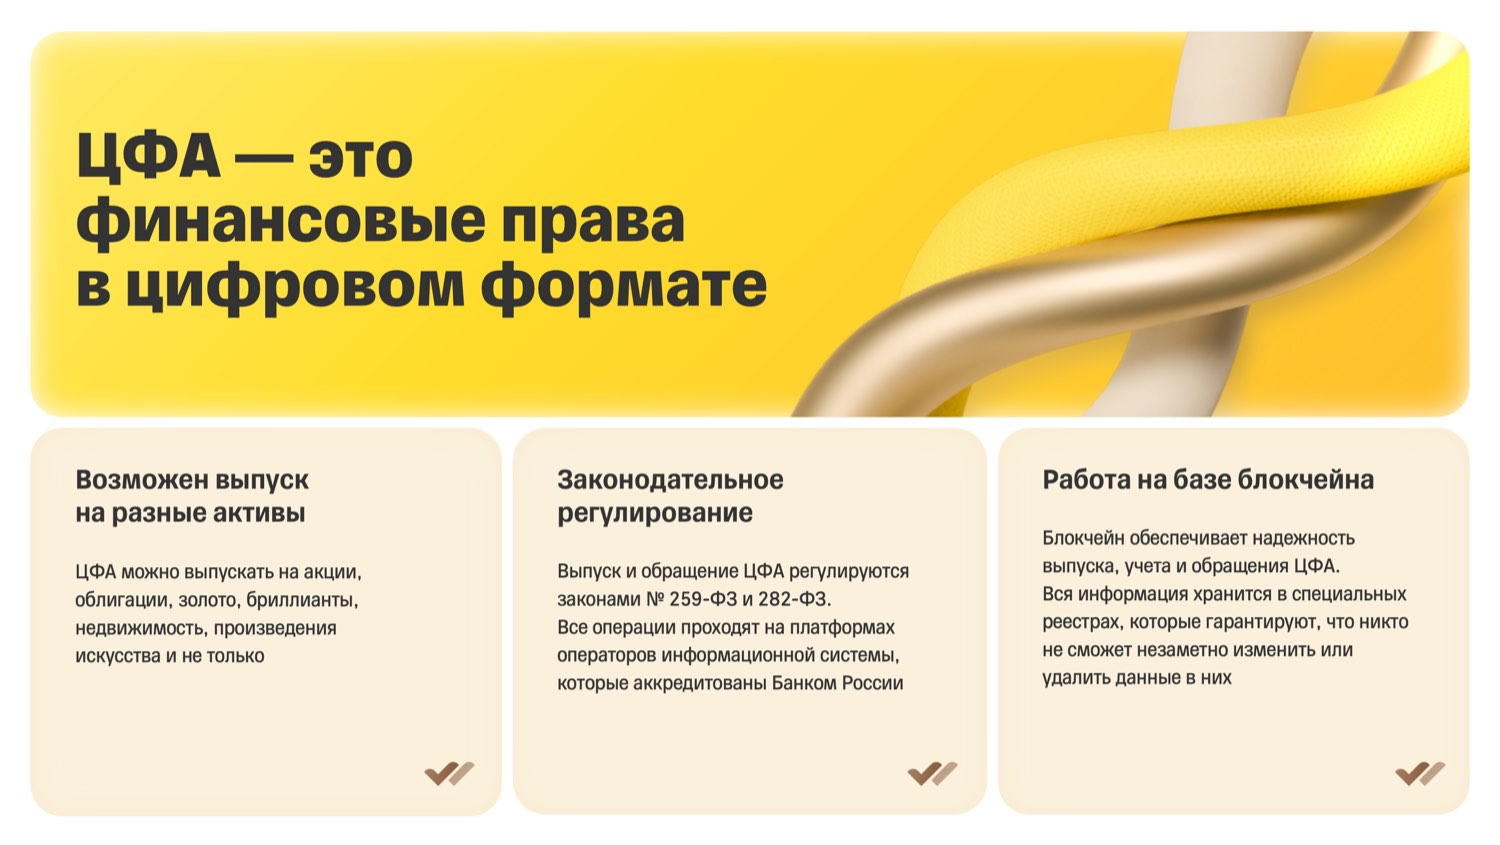 ЦФА — это
финансовые права
в цифровом формате
Возможен выпуск
на разные активы
ЦФА можно выпускать на акции,
облигации, золото, бриллианты,
недвижимость, произведения
искусства и не только
Законодательное
регулирование
Выпуск и обращение ЦФА регулируются
законами № 259-ФЗ и 282-ФЗ.
Все операции проходят на платформах
операторов информационной системы,
которые аккредитованы Банком России
Работа на базе блокчейна
Блокчейн обеспечивает надежность
выпуска, учета и обращения ЦФА.
Вся информация хранится в специальных
реестрах, которые гарантируют, что никто
не сможет незаметно изменить или
удалить данные в них